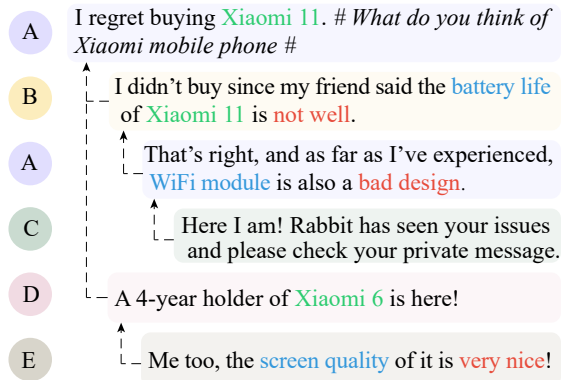 A
I regret buying Xiaomi 11. # What do you think of
Xiaomi mobile phone #
B
I didn't buy since my friend said the battery life
of Xiaomi 11 is not well.
A
That's right, and as far as I've experienced,
WiFi module is also a bad design.
C
Here I am! Rabbit has seen your issues
and please check your private message.
D
A 4-year holder of Xiaomi 6 is here!
E
Me too, the screen quality of it is very nice!